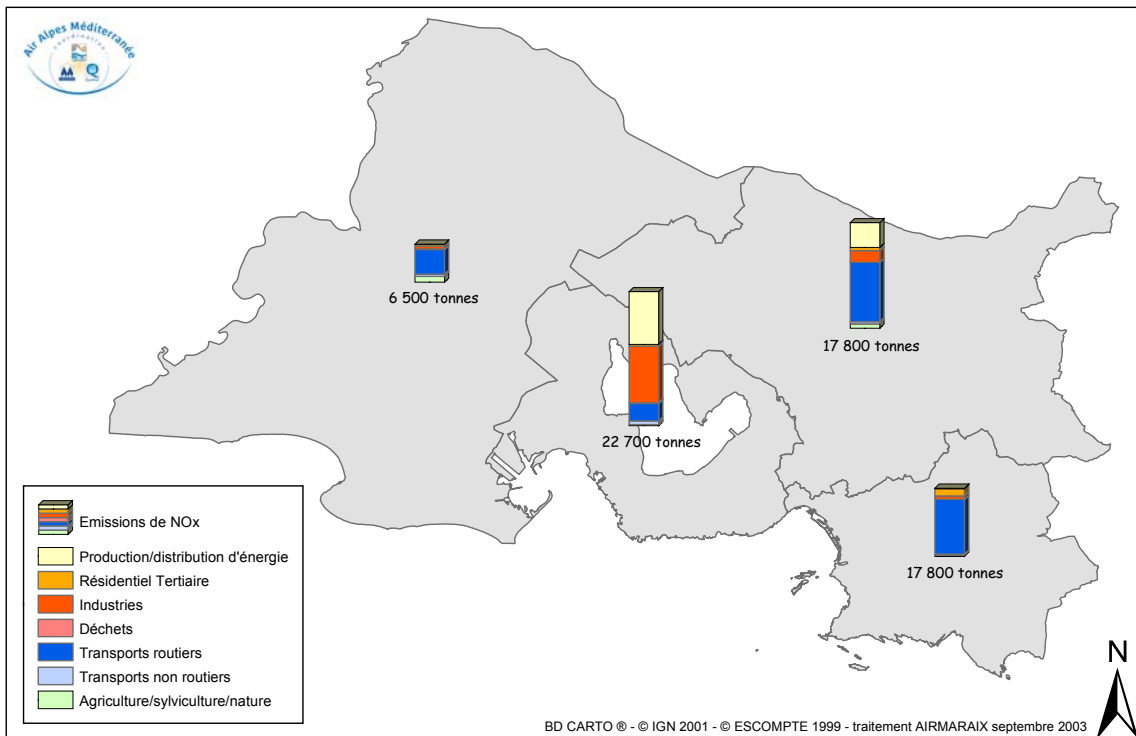 Air Alpes Méditerranée
coordination
6 500 tonnes
17 800 tonnes
22 700 tonnes
17 800 tonnes
Emissions de NOx
Production/distribution d'énergie
Résidentiel Tertiaire
Industries
Déchets
Transports routiers
Transports non routiers
Agriculture/sylviculture/nature
N
BD CARTO ® - © IGN 2001 - © ESCOMPTE 1999 - traitement AIRMARAIX septembre 2003